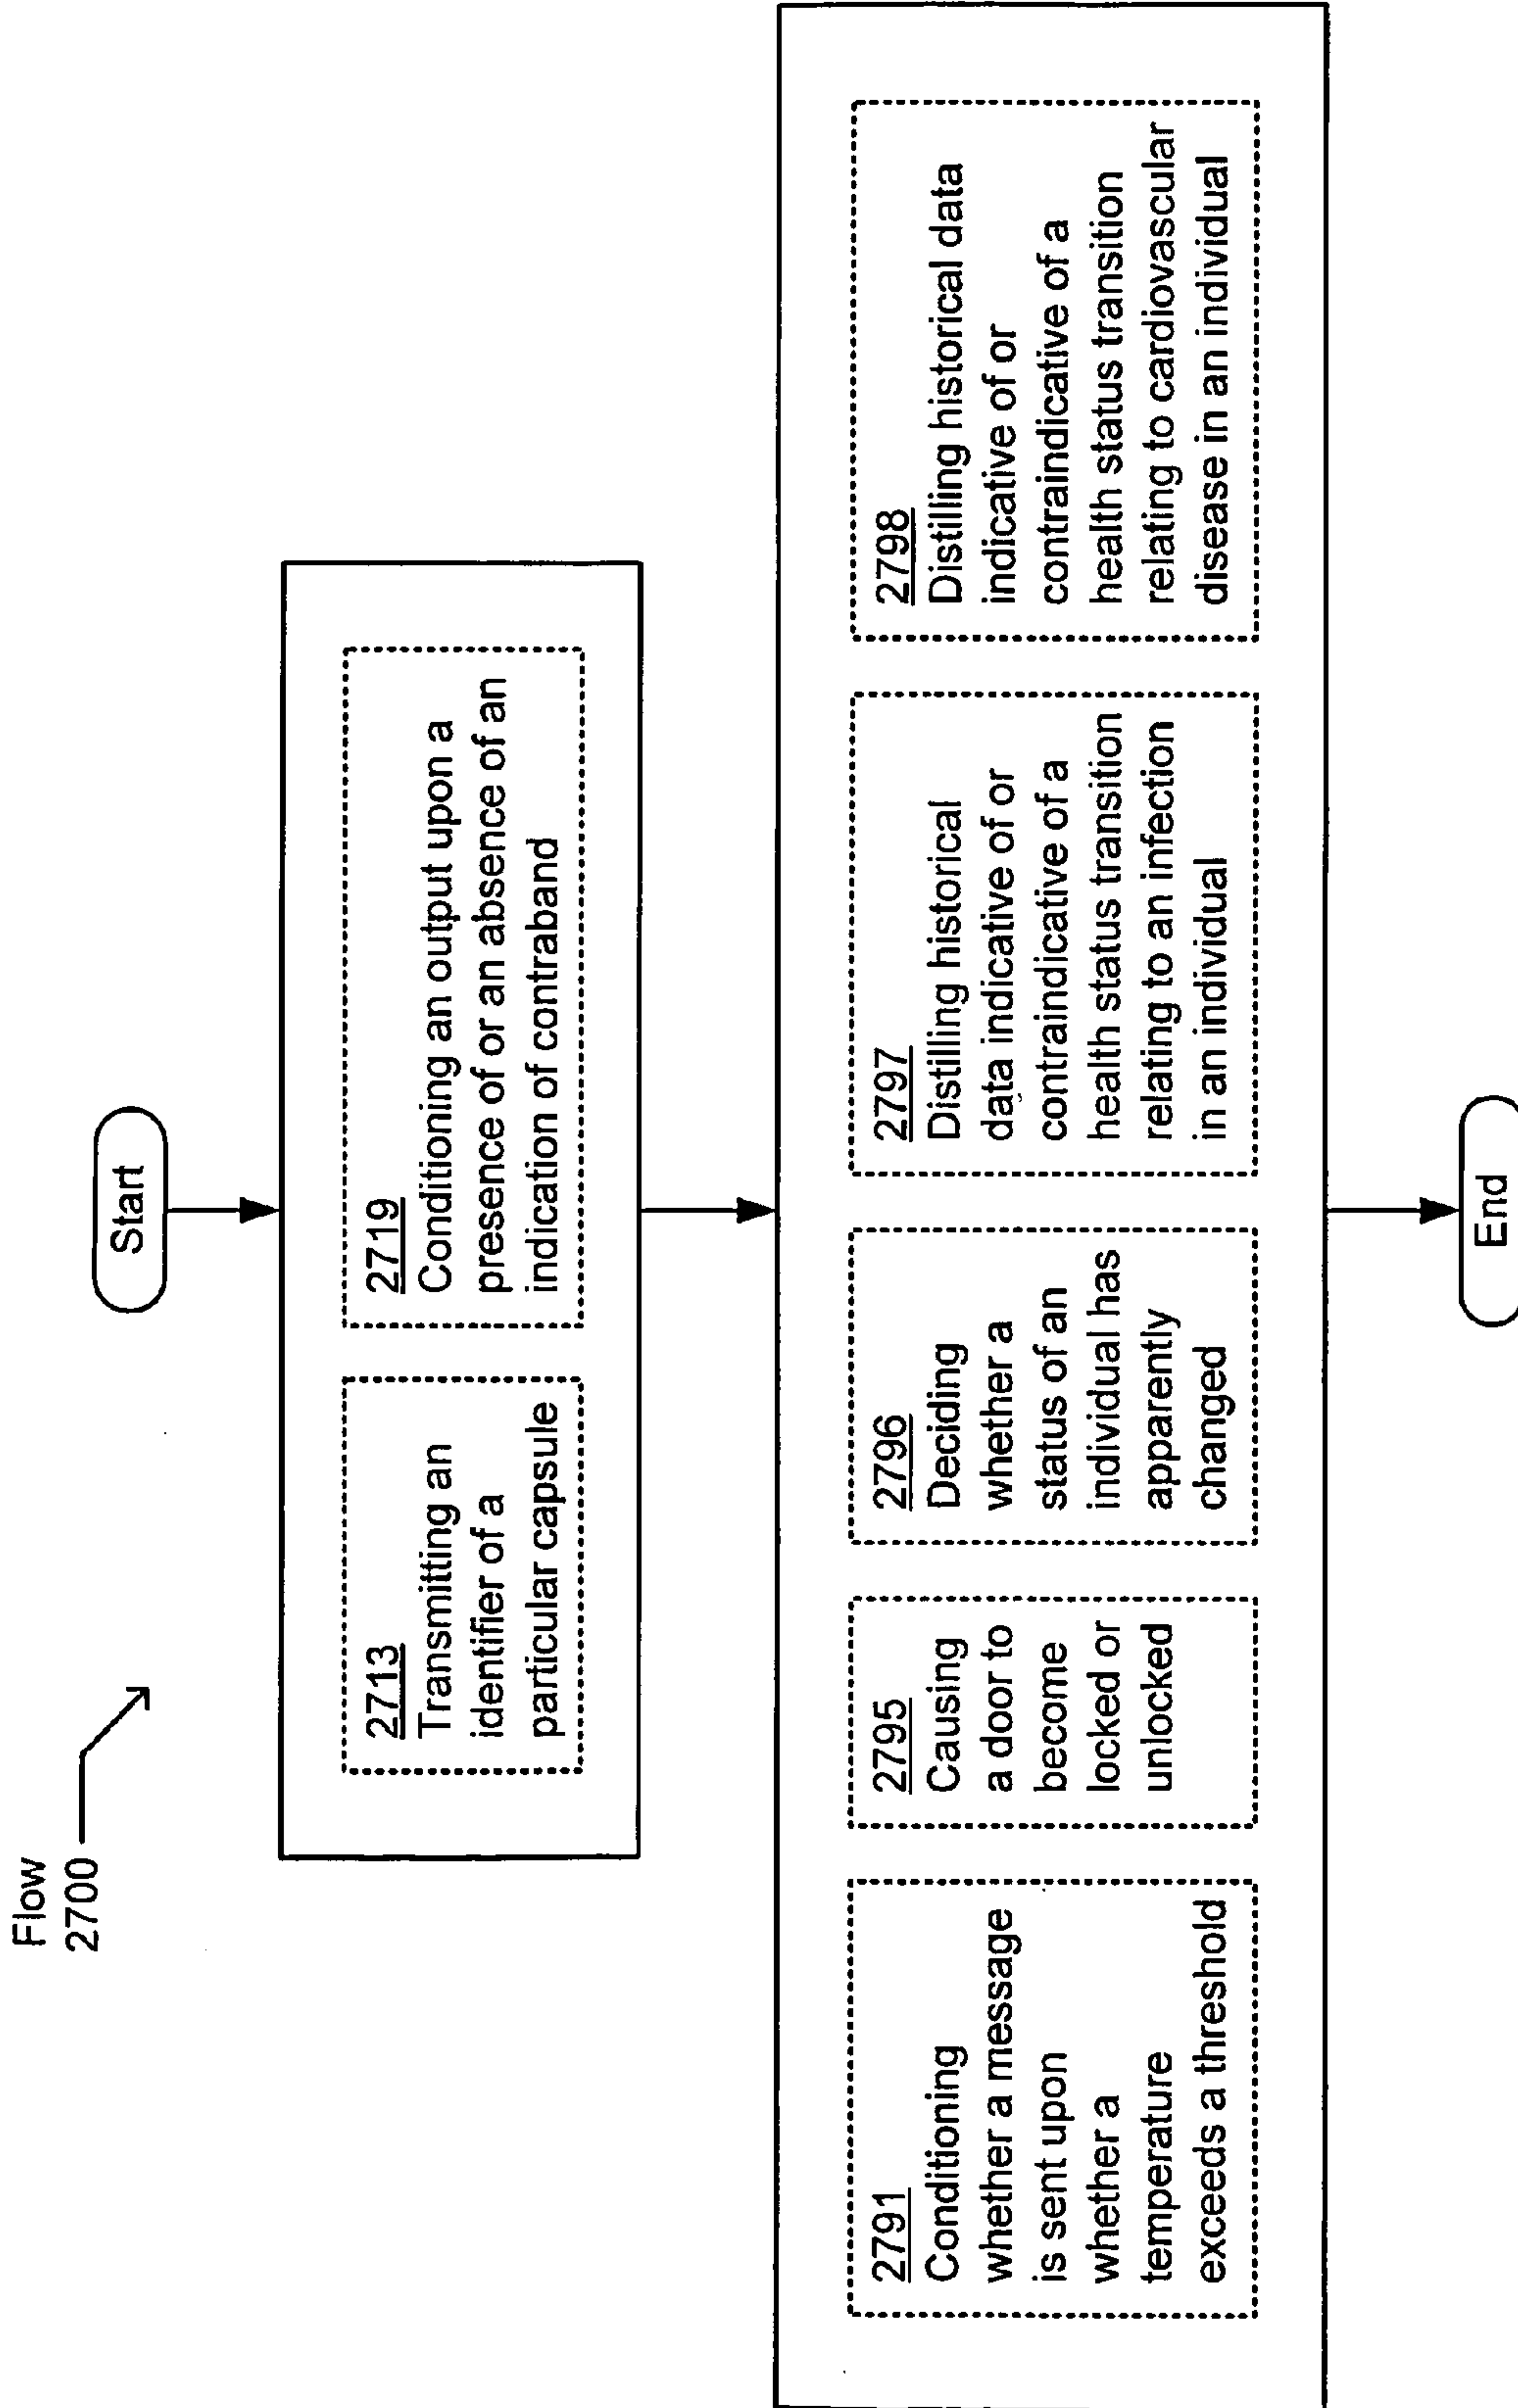 Flow
2700
Start
2713
Transmitting an
identifier of a
particular capsule
2719
Conditioning an output upon a
presence of or an absence of an
indication of contraband
2791
Conditioning
whether a message
is sent upon
whether a
temperature
exceeds a threshold
2795
Causing
a door to
become
locked or
unlocked
2796
Deciding
whether a
status of an
individual has
apparently
changed
2797
Distilling historical
data indicative of or
contraindicative of a
health status transition
relating to an infection
in an individual
2798
Distilling historical data
indicative of or
contraindicative of a
health status transition
relating to cardiovascular
disease in an individual
End